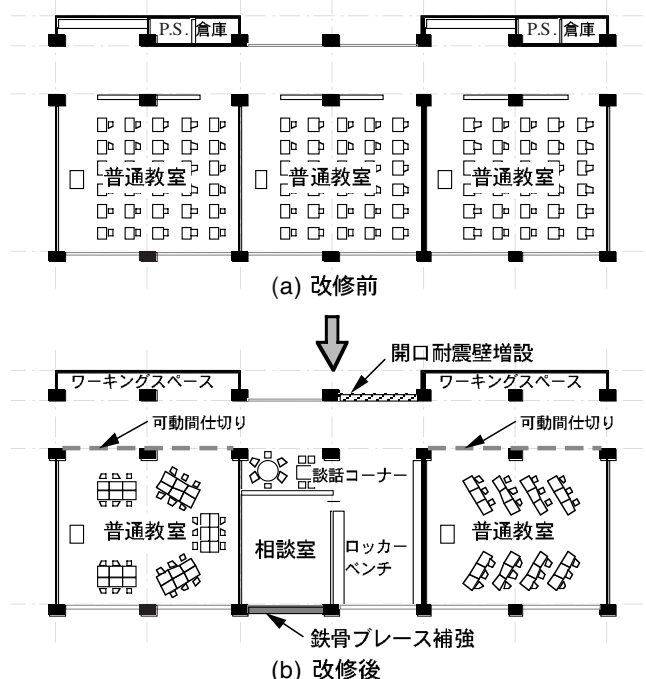 P.S. 倉庫 P.S. 倉庫
普通教室 普通教室 普通教室
(a) 改修前
開口耐震壁増設
ワーキングスペース ワーキングスペース
可動間仕切り 可動間仕切り
談話コーナー
普通教室 相談室 ロッカー 普通教室
ベンチ
鉄骨ブレース補強
(b) 改修後